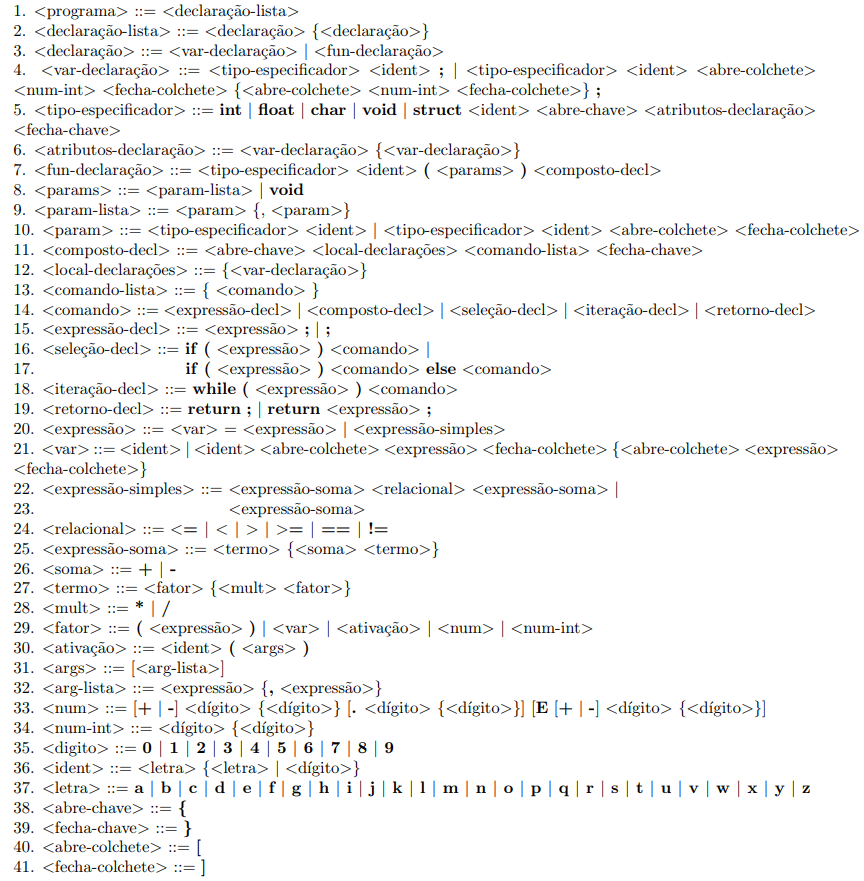 1. <programa> ::= <declaração-lista>
2. <declaração-lista> ::= <declaração> {<declaração>}
3. <declaração> ::= <var-declaração> | <fun-declaração>
4. <var-declaração> ::= <tipo-especificador> <ident> ; | <tipo-especificador> <ident> <abre-colchete>
<num-int> <fecha-colchete> {<abre-colchete> <num-int> <fecha-colchete>} ;
5. <tipo-especificador> ::= int | float | char | void | struct <ident> <abre-chave> <atributos-declaração>
<fecha-chave>
6. <atributos-declaração> ::= <var-declaração> {<var-declaração>}
7. <fun-declaração> ::= <tipo-especificador> <ident> ( <params> ) <composto-decl>
8. <params> ::= <param-lista> | void
9. <param-lista> ::= <param> {, <param>}
10. <param> ::= <tipo-especificador> <ident> | <tipo-especificador> <ident> <abre-colchete> <fecha-colchete>
11. <composto-decl> ::= <abre-chave> <local-declarações> <comando-lista> <fecha-chave>
12. <local-declarações> ::= {<var-declaração>}
13. <comando-lista> ::= { <comando> }
14. <comando> ::= <expressão-decl> | <composto-decl> | <seleção-decl> | <iteração-decl> | <retorno-decl>
15. <expressão-decl> ::= <expressão> ; | ;
16. <seleção-decl> ::= if ( <expressão> ) <comando> |
17. if ( <expressão> ) <comando> else <comando>
18. <iteração-decl> ::= while ( <expressão> ) <comando>
19. <retorno-decl> ::= return ; | return <expressão> ;
20. <expressão> ::= <var> = <expressão> | <expressão-simples>
21. <var> ::= <ident> | <ident> <abre-colchete> <expressão> <fecha-colchete> {<abre-colchete> <expressão>
<fecha-colchete>}
22. <expressão-simples> ::= <expressão-soma> <relacional> <expressão-soma> |
23. <expressão-soma>
24. <relacional> ::= <= | < | > | >= | == | !=
25. <expressão-soma> ::= <termo> {<soma> <termo>}
26. <soma> ::= + | -
27. <termo> ::= <fator> {<mult> <fator>}
28. <mult> ::= * | /
29. <fator> ::= ( <expressão> ) | <var> | <ativação> | <num> | <num-int>
30. <ativação> ::= <ident> ( <args> )
31. <args> ::= [<arg-lista>]
32. <arg-lista> ::= <expressão> {, <expressão>}
33. <num> ::= [+ | -] <dígito> {<dígito>} [. <dígito> {<dígito>}] [E [+ | -] <dígito> {<dígito>}]
34. <num-int> ::= <dígito> {<dígito>}
35. <digito> ::= 0 | 1 | 2 | 3 | 4 | 5 | 6 | 7 | 8 | 9
36. <ident> ::= <letra> {<letra> | <dígito>}
37. <letra> ::= a | b | c | d | e | f | g | h | i | j | k | l | m | n | o | p | q | r | s | t | u | v | w | x | y | z
38. <abre-chave> ::= {
39. <fecha-chave> ::= }
40. <abre-colchete> ::= [
41. <fecha-colchete> ::= ]